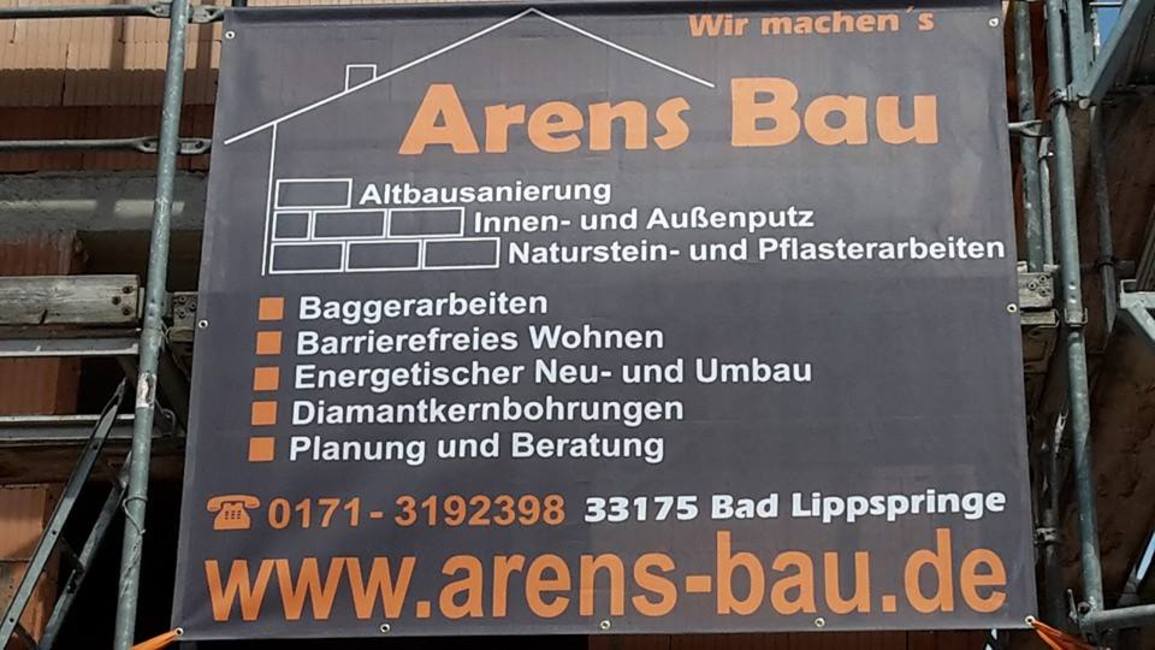 Wir machen´s
Arens Bau
Altbausanierung
Innen- und Außenputz
Naturstein- und Pflasterarbeiten
Baggerarbeiten
Barrierefreies Wohnen
Energetischer Neu- und Umbau
Diamantkernbohrungen
Planung und Beratung
0171 - 3192398 33175 Bad Lippspringe
www.arens-bau.de